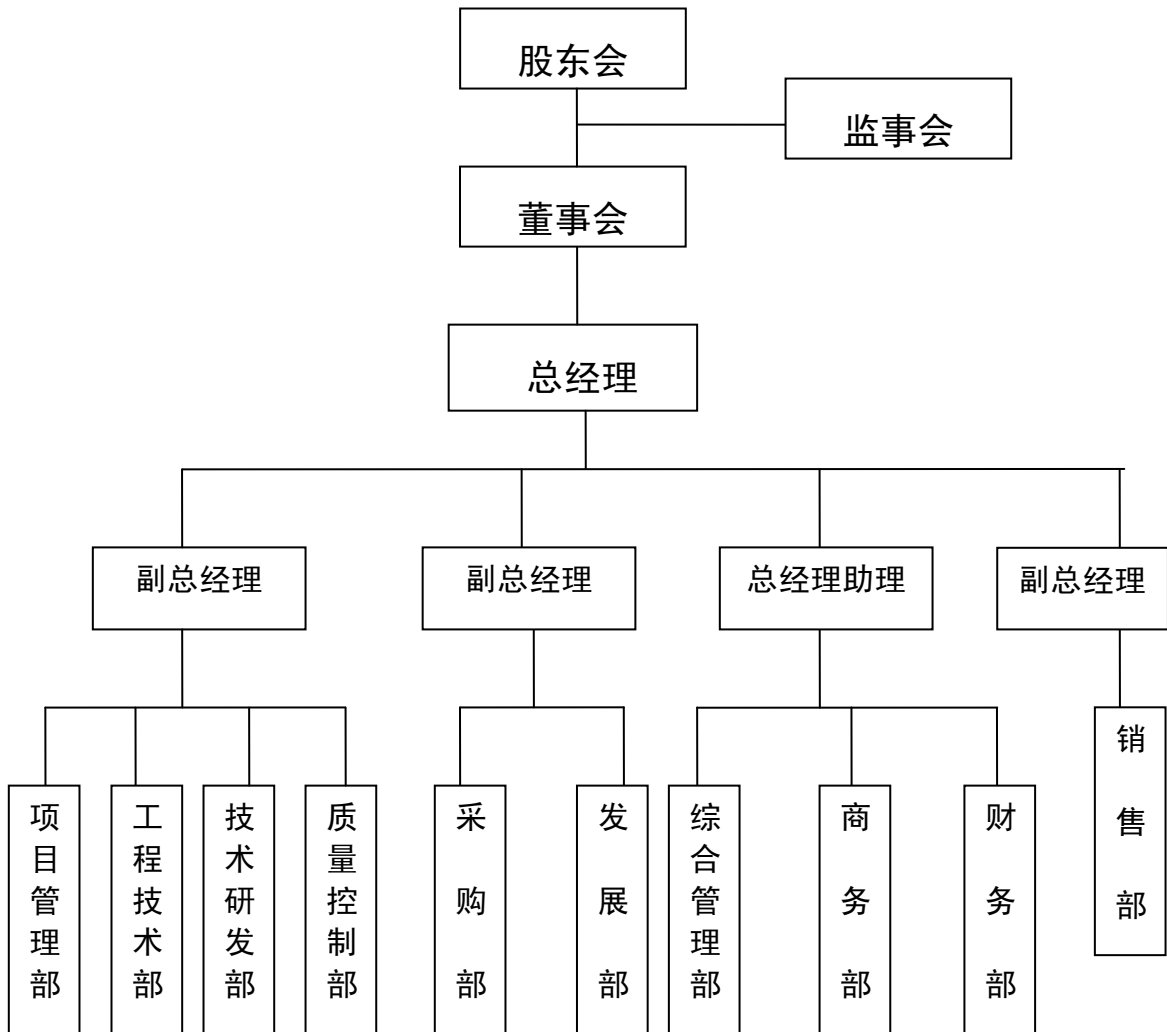 股东会
监事会
董事会
总经理
副总经理
副总经理
总经理助理
副总经理
项目管理部
工程技术部
技术研发部
质量控制部
采购部
发展部
综合管理部
商务部
财务部
销售部